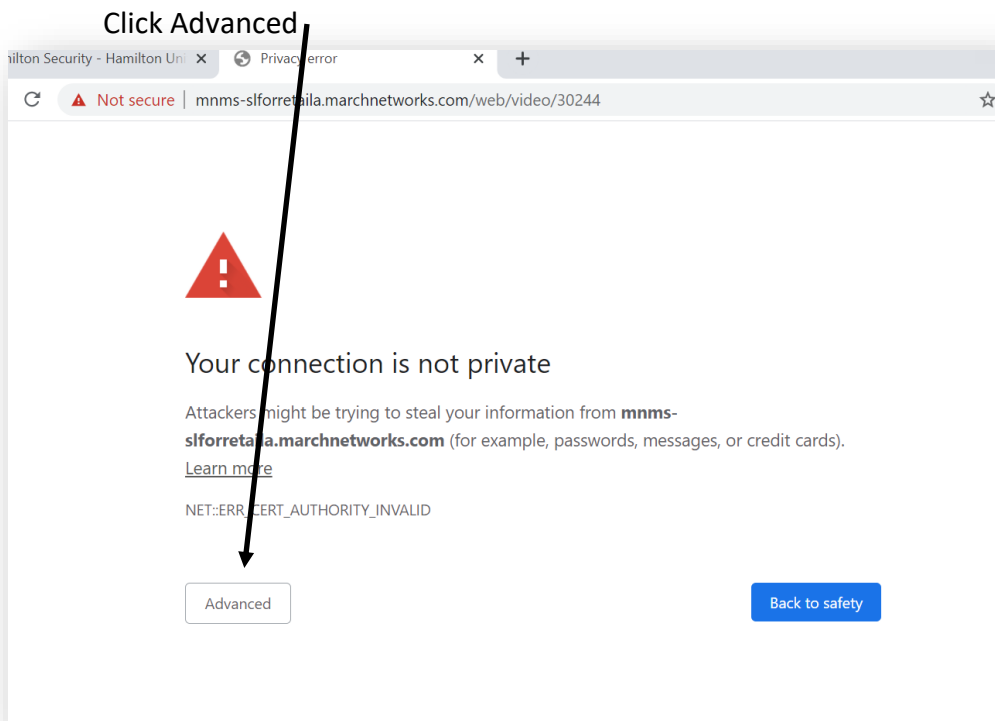 Click Advanced
nilton Security - Hamilton Uni
Privacy error
Not secure | mnms-slforretaila.marchnetworks.com/web/video/30244
Your connection is not private
Attackers might be trying to steal your information from mnms-
slforretaila.marchnetworks.com (for example, passwords, messages, or credit cards).
Learn more
NET::ERR_CERT_AUTHORITY_INVALID
Advanced
Back to safety